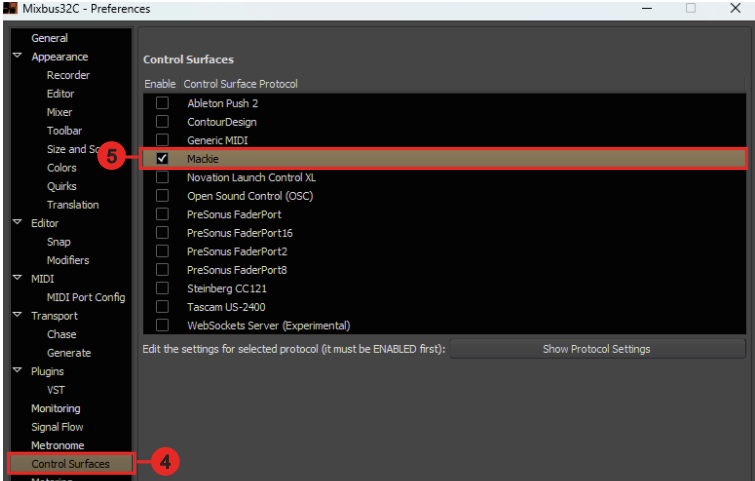 Mixbus32C - Preferences
General
Appearance
Recorder
Editor
Mixer
Toolbar
Size and
Colors
Quirks
Translation
Editor
Snap
Modifiers
MIDI
MIDI Port Config
Transport
Chase
Generate
Plugins
VST
Monitoring
Signal Flow
Metronome
Control Surfaces
4
Control Surfaces
Enable Control Surface Protocol
Ableton Push 2
ContourDesign
Generic MIDI
5
Mackie
Novation Launch Control XL
Open Sound Control (OSC)
PreSonus FaderPort
PreSonus FaderPort16
PreSonus FaderPort2
PreSonus FaderPort8
Steinberg CC121
Tascam US-2400
WebSockets Server (Experimental)
Edit the settings for selected protocol (it must be ENABLED first): Show Protocol Settings